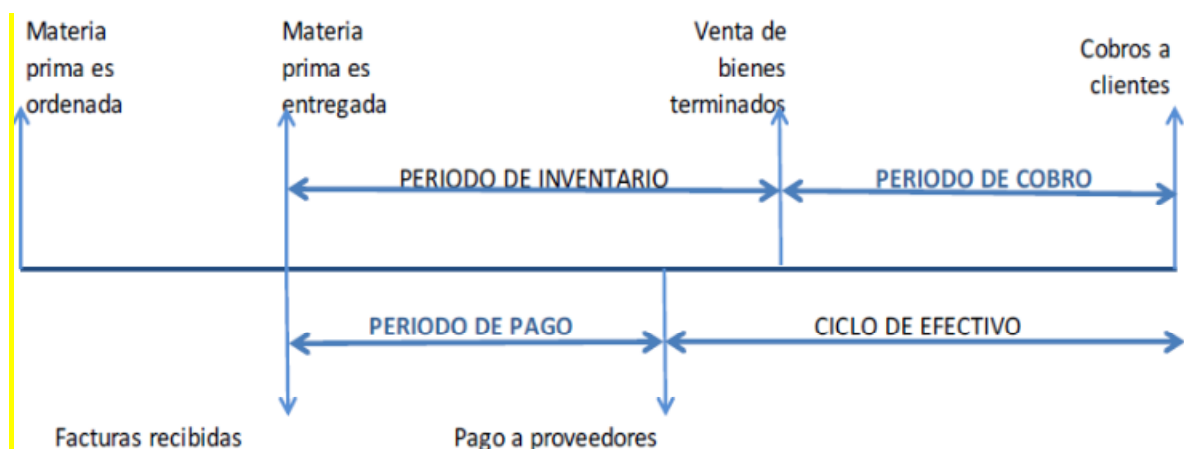 Materia
prima es
ordenada
Materia
prima es
entregada
Venta de
bienes
terminados
Cobros a
clientes
PERIODO DE INVENTARIO
PERIODO DE COBRO
PERIODO DE PAGO
CICLO DE EFECTIVO
Facturas recibidas
Pago a proveedores